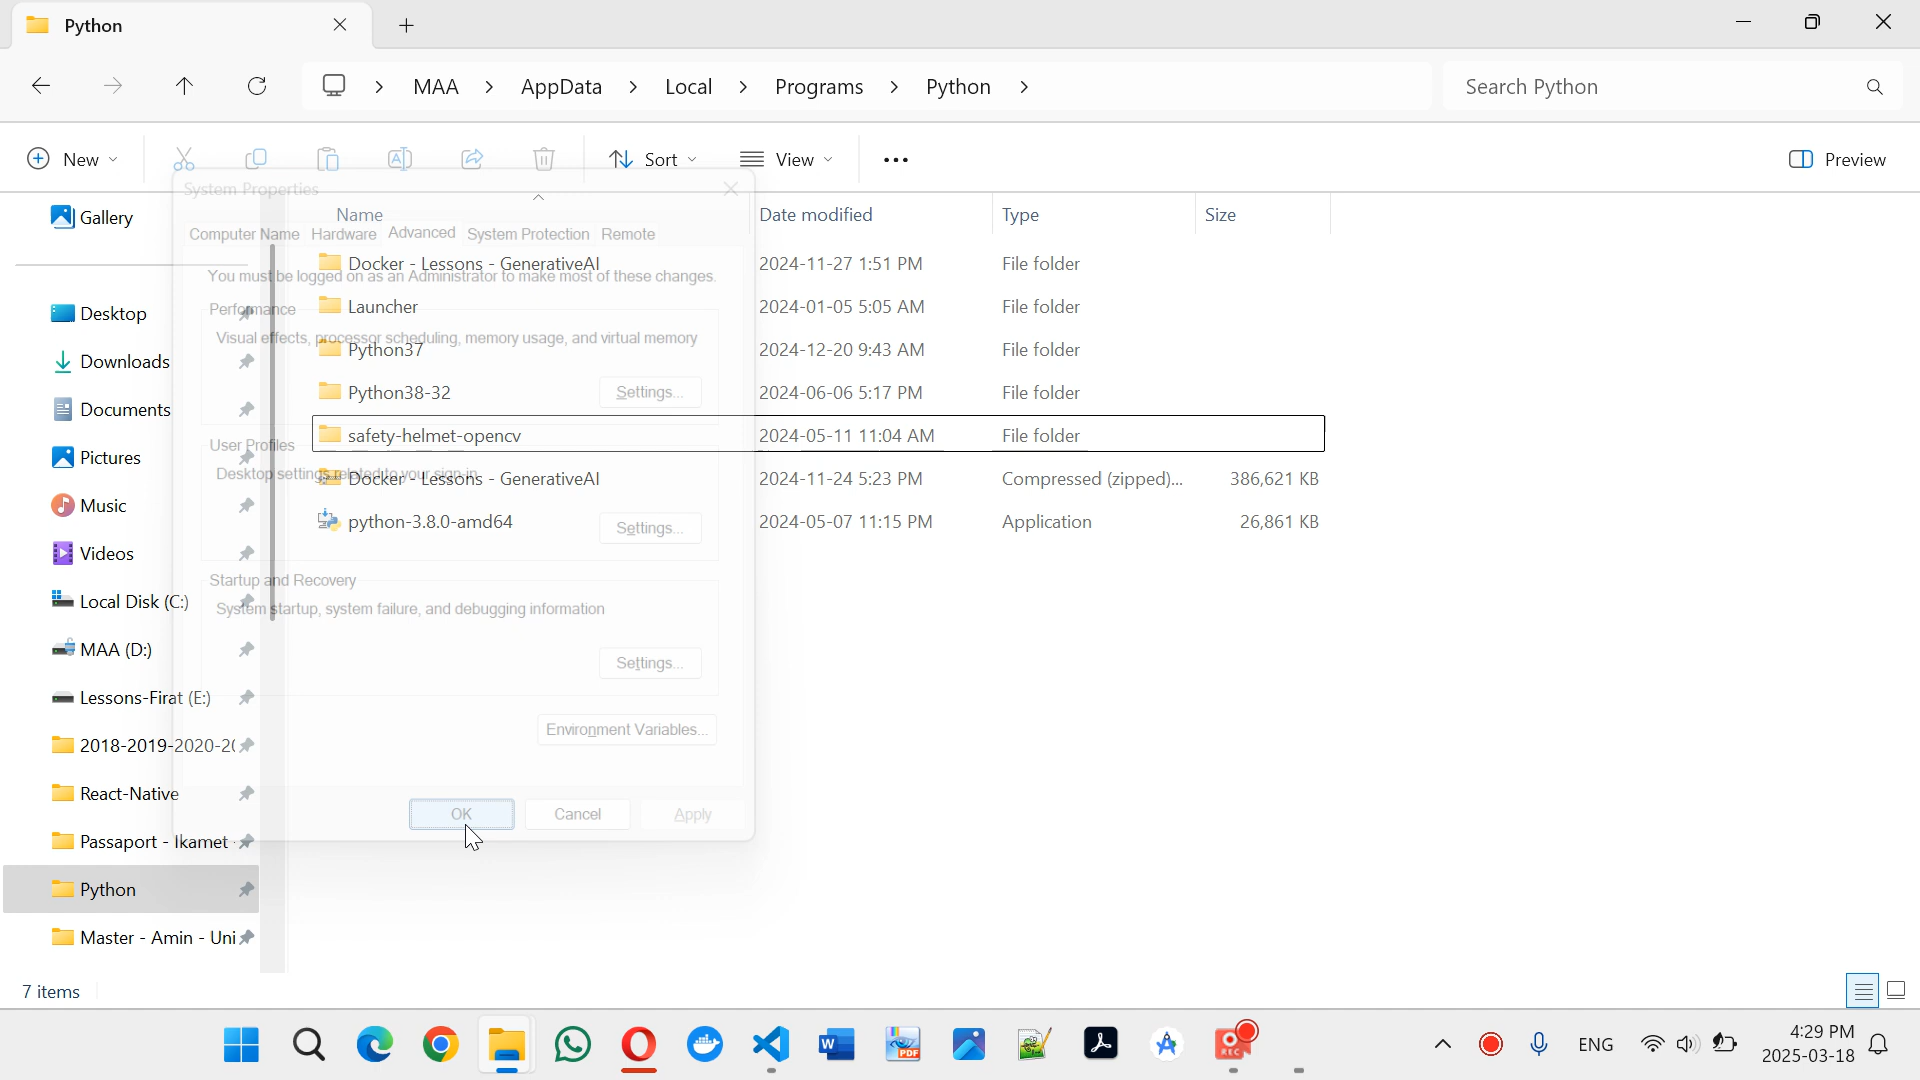 Python
MAA > AppData > Local > Programs > Python >
Search Python
New
Sort
View
Preview
System Properties
Name
Date modified
Type
Size
Computer Name
Hardware
Advanced
System Protection
Remote
You must be logged on as an Administrator to make most of these changes.
Performance
Visual effects, processor scheduling, memory usage, and virtual memory
Settings...
User Profiles
Desktop settings related to your sign-in
Settings...
Startup and Recovery
System startup, system failure, and debugging information
Settings...
Environment Variables...
OK
Cancel
Apply
Docker - Lessons - GenerativeAI
2024-11-27 1:51 PM
File folder
Launcher
2024-01-05 5:05 AM
File folder
Python37
2024-12-20 9:43 AM
File folder
Python38-32
2024-06-06 5:17 PM
File folder
safety-helmet-opencv
2024-05-11 11:04 AM
File folder
Docker - Lessons - GenerativeAI
2024-11-24 5:23 PM
Compressed (zipped)...
386,621 KB
python-3.8.0-amd64
2024-05-07 11:15 PM
Application
26,861 KB
Gallery
Desktop
Downloads
Documents
Pictures
Music
Videos
Local Disk (C:)
MAA (D:)
Lessons-Firat (E:)
2018-2019-2020-2(
React-Native
Passaport - Ikamet -
Python
Master - Amin - Uni
7 items
PDF
REC
ENG
4:29 PM
2025-03-18